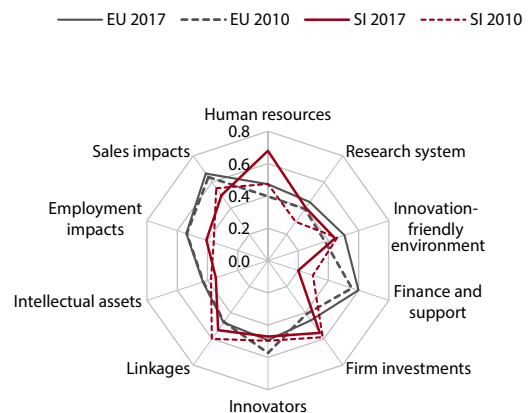 EU 2017 EU 2010 SI 2017 SI 2010
Human resources
0.8
Sales impacts
Research system
0.6
0.4
Employment
impacts
Innovation-
friendly
environment
0.2
0.0
Finance and
support
Intellectual assets
Linkages
Firm investments
Innovators